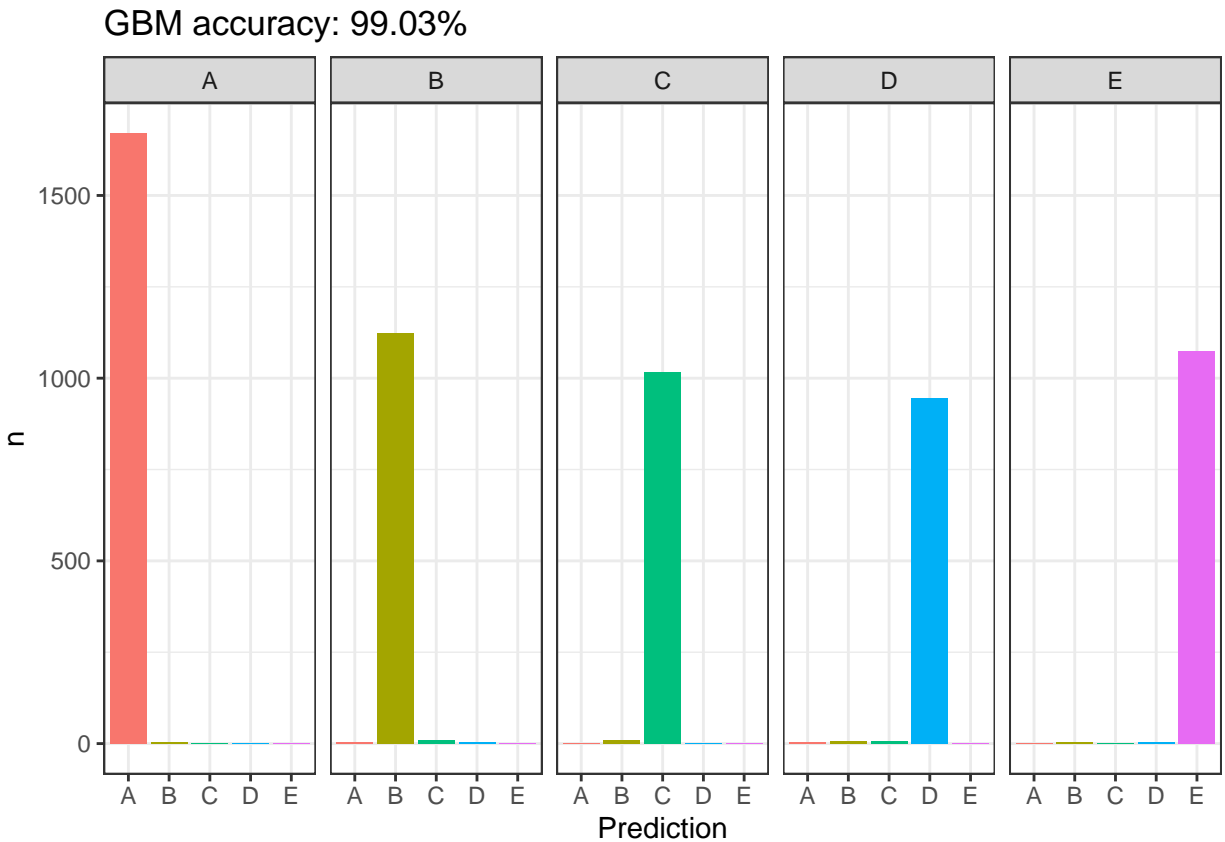 GBM accuracy: 99.03%
A B C D E
1500
1000
500
0
n
A B C D E A B C D E A B C D E A B C D E A B C D E
Prediction